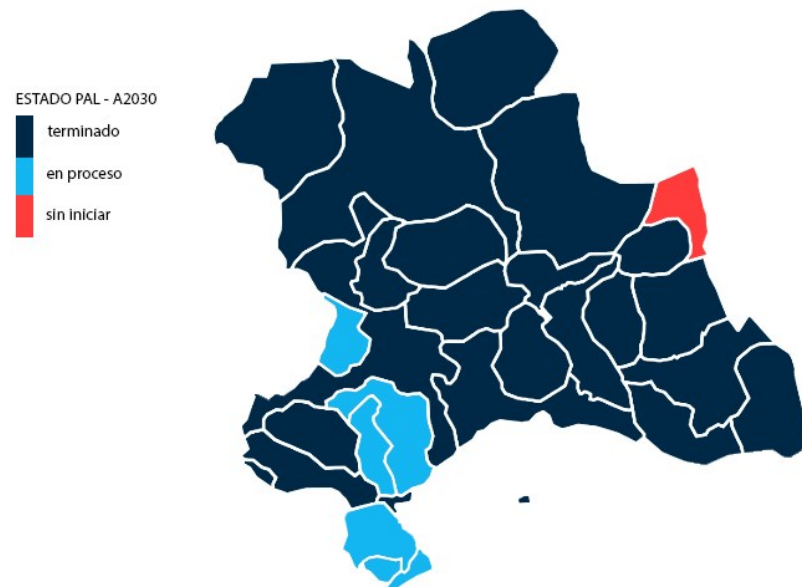 ESTADO PAL - A2030
terminado
en proceso
sin iniciar